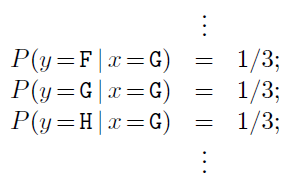 ⋮
P(y=F|x=G) = 1/3;
P(y=G|x=G) = 1/3;
P(y=H|x=G) = 1/3;
⋮